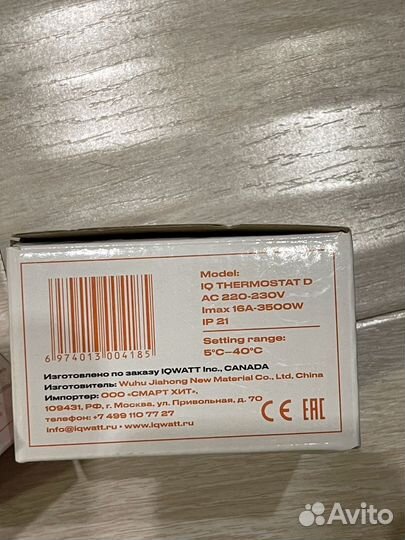 Model:
IQ THERMOSTAT D
AC 220-230V
Imax 16A-3500W
IP 21
Setting range:
5°C–40°C
6 974013 004185
Изготовлено по заказу IQWATT Inc., CANADA
Изготовитель: Wuhu Jiahong New Material Co., Ltd, China
Импортер: ООО «СМАРТ ХИТ».
109431, РФ, г. Москва, ул. Привольная, д. 70
телефон: +7 499 110 77 27
info@iqwatt.ru • www.iqwatt.ru
CE EAC
Avito